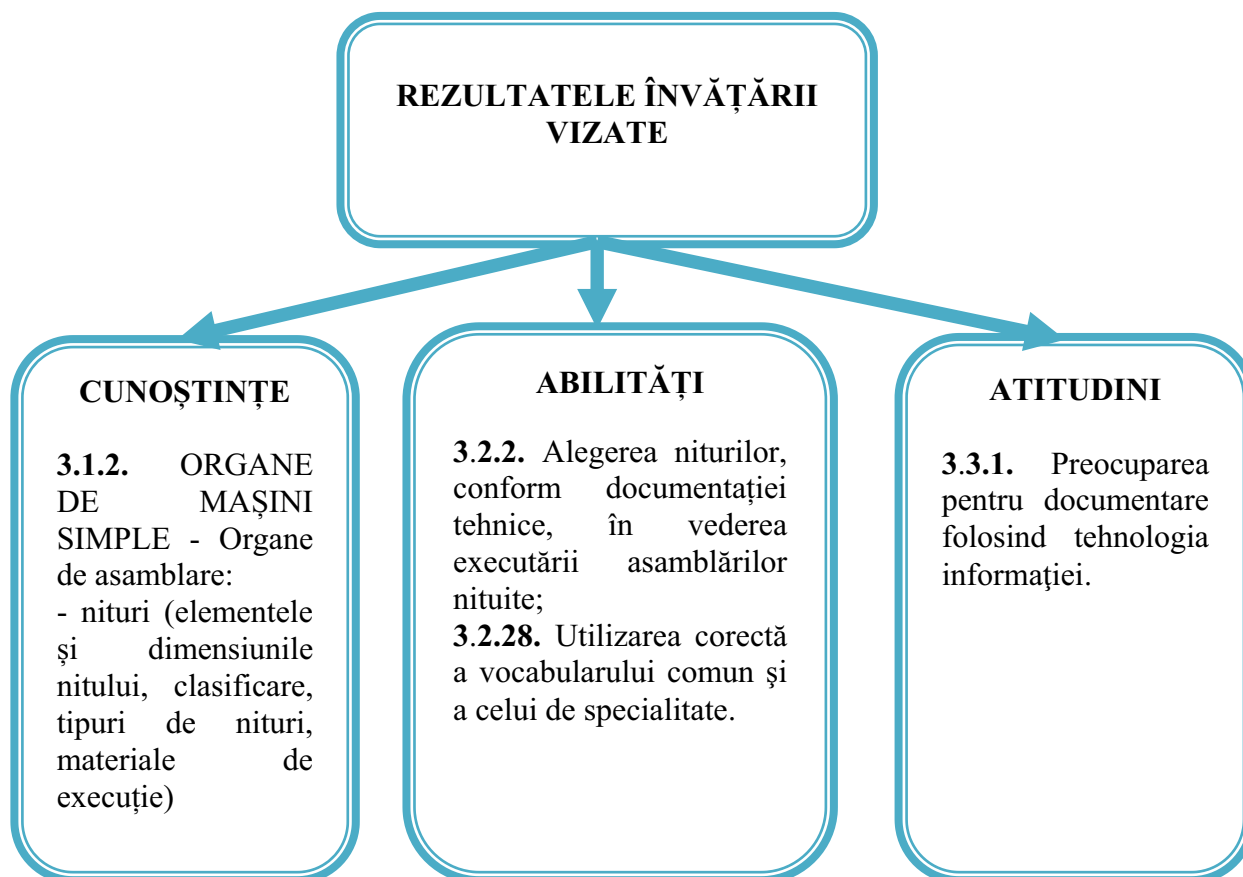 REZULTATELE ÎNVĂȚĂRII
VIZATE
CUNOȘTINȚE
3.1.2. ORGANE
DE MAȘINI
SIMPLE - Organe
de asamblare:
- nituri (elementele
și dimensiunile
nitului, clasificare,
tipuri de nituri,
materiale de
execuție)
ABILITĂȚI
3.2.2. Alegerea niturilor,
conform documentației
tehnice, în vederea
executării asamblărilor
nituite;
3.2.28. Utilizarea corectă
a vocabularului comun şi
a celui de specialitate.
ATITUDINI
3.3.1. Preocuparea
pentru documentare
folosind tehnologia
informaţiei.